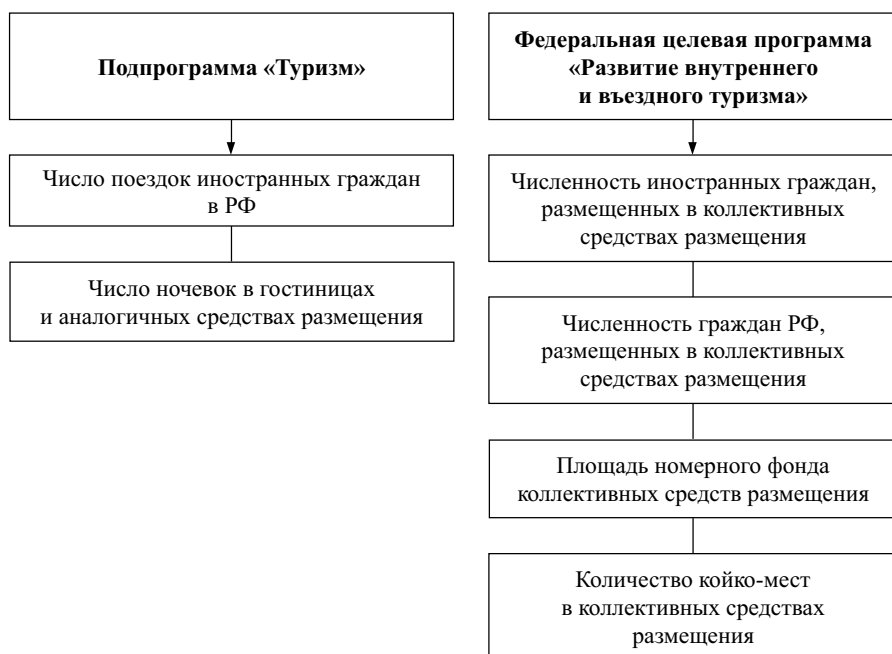 Подпрограмма «Туризм»
Число поездок иностранных граждан
в РФ
Число ночевок в гостиницах
и аналогичных средствах размещения
Федеральная целевая программа
«Развитие внутреннего
и въездного туризма»
Численность иностранных граждан,
размещенных в коллективных
средствах размещения
Численность граждан РФ,
размещенных в коллективных
средствах размещения
Площадь номерного фонда
коллективных средств размещения
Количество койко-мест
в коллективных средствах
размещения